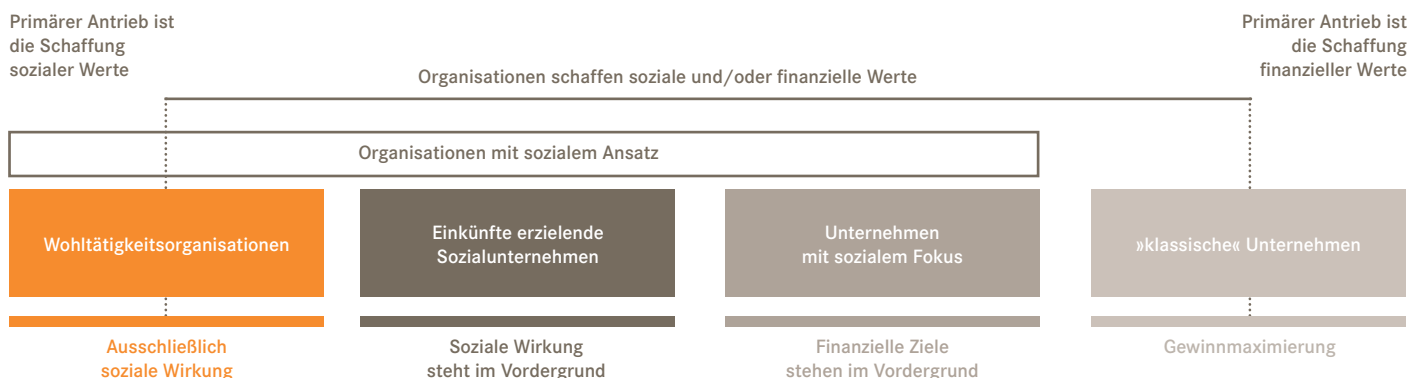 Primärer Antrieb ist
die Schaffung
sozialer Werte
Primärer Antrieb ist
die Schaffung
finanzieller Werte
Organisationen schaffen soziale und/oder finanzielle Werte
Organisationen mit sozialem Ansatz
Wohltätigkeitsorganisationen
Einkünfte erzielende
Sozialunternehmen
Unternehmen
mit sozialem Fokus
»klassische« Unternehmen
Ausschließlich
soziale Wirkung
Soziale Wirkung
steht im Vordergrund
Finanzielle Ziele
stehen im Vordergrund
Gewinnmaximierung